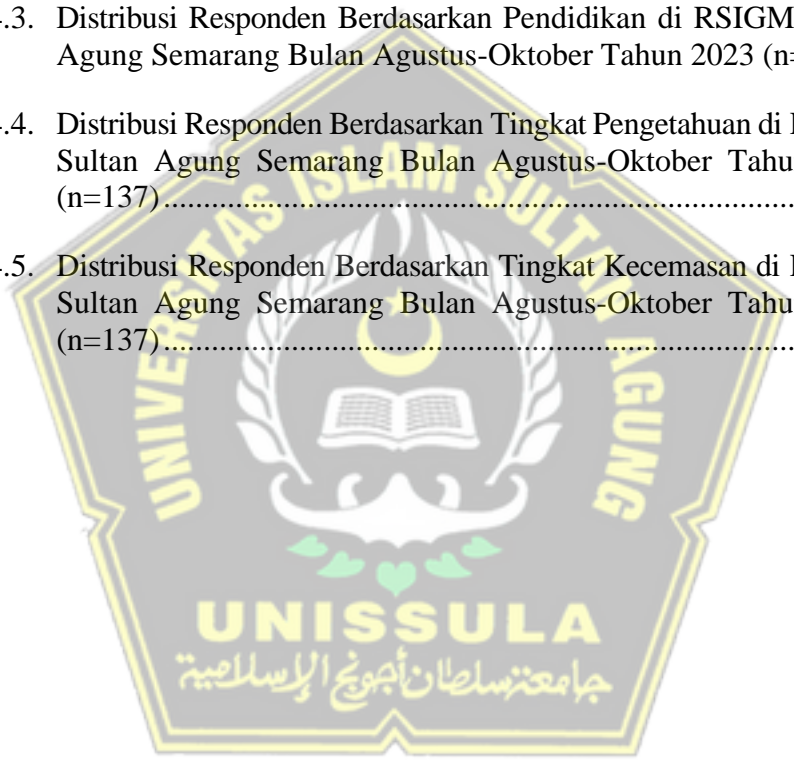 .3. Distribusi Responden Berdasarkan Pendidikan di RSIGM
Agung Semarang Bulan Agustus-Oktober Tahun 2023 (n=
.4. Distribusi Responden Berdasarkan Tingkat Pengetahuan di
Sultan Agung Semarang Bulan Agustus-Oktober Tahu
(n=137)................................................................................
.5. Distribusi Responden Berdasarkan Tingkat Kecemasan di
Sultan Agung Semarang Bulan Agustus-Oktober Tahu
(n=137)................................................................................
UNIVERSITAS ISLAM SULTAN AGUNG
UNISSULA
جامعة سلطان أجونج الإسلامية